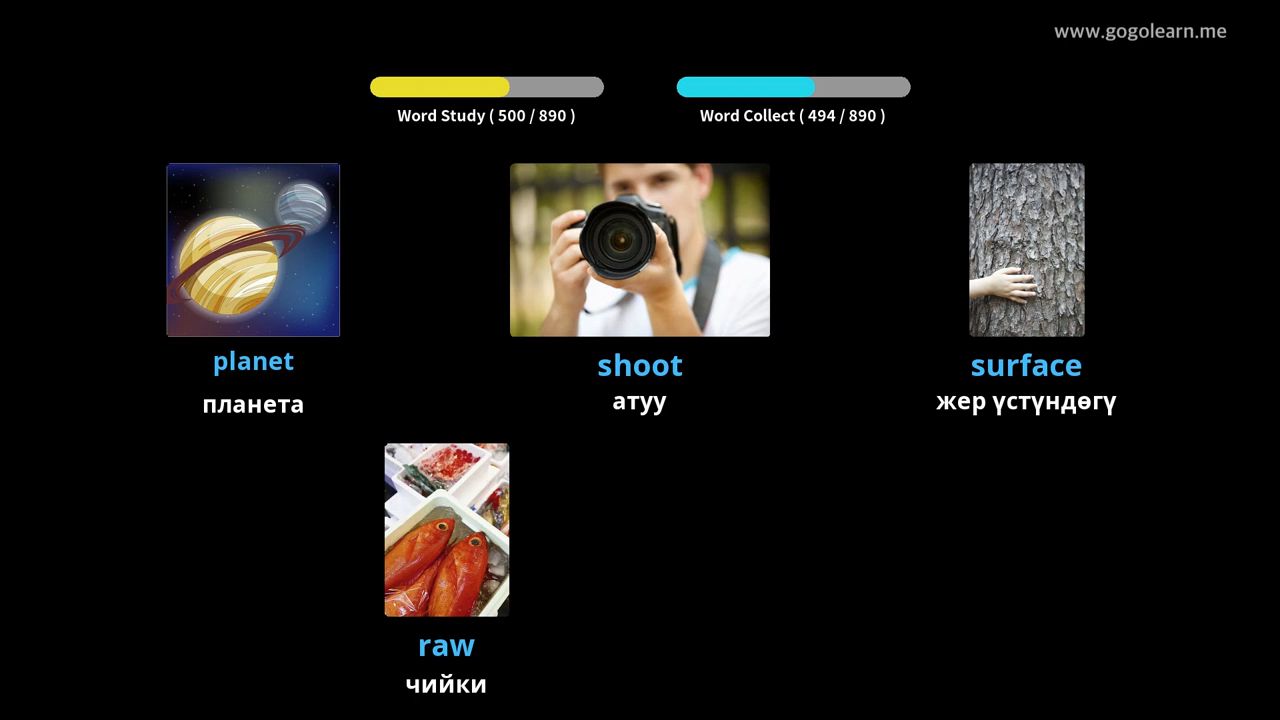 www.gogolearn.me
Word Study ( 500 / 890 )
Word Collect ( 494 / 890 )
planet
планета
shoot
атуу
surface
жер үстүндөгү
raw
чийки